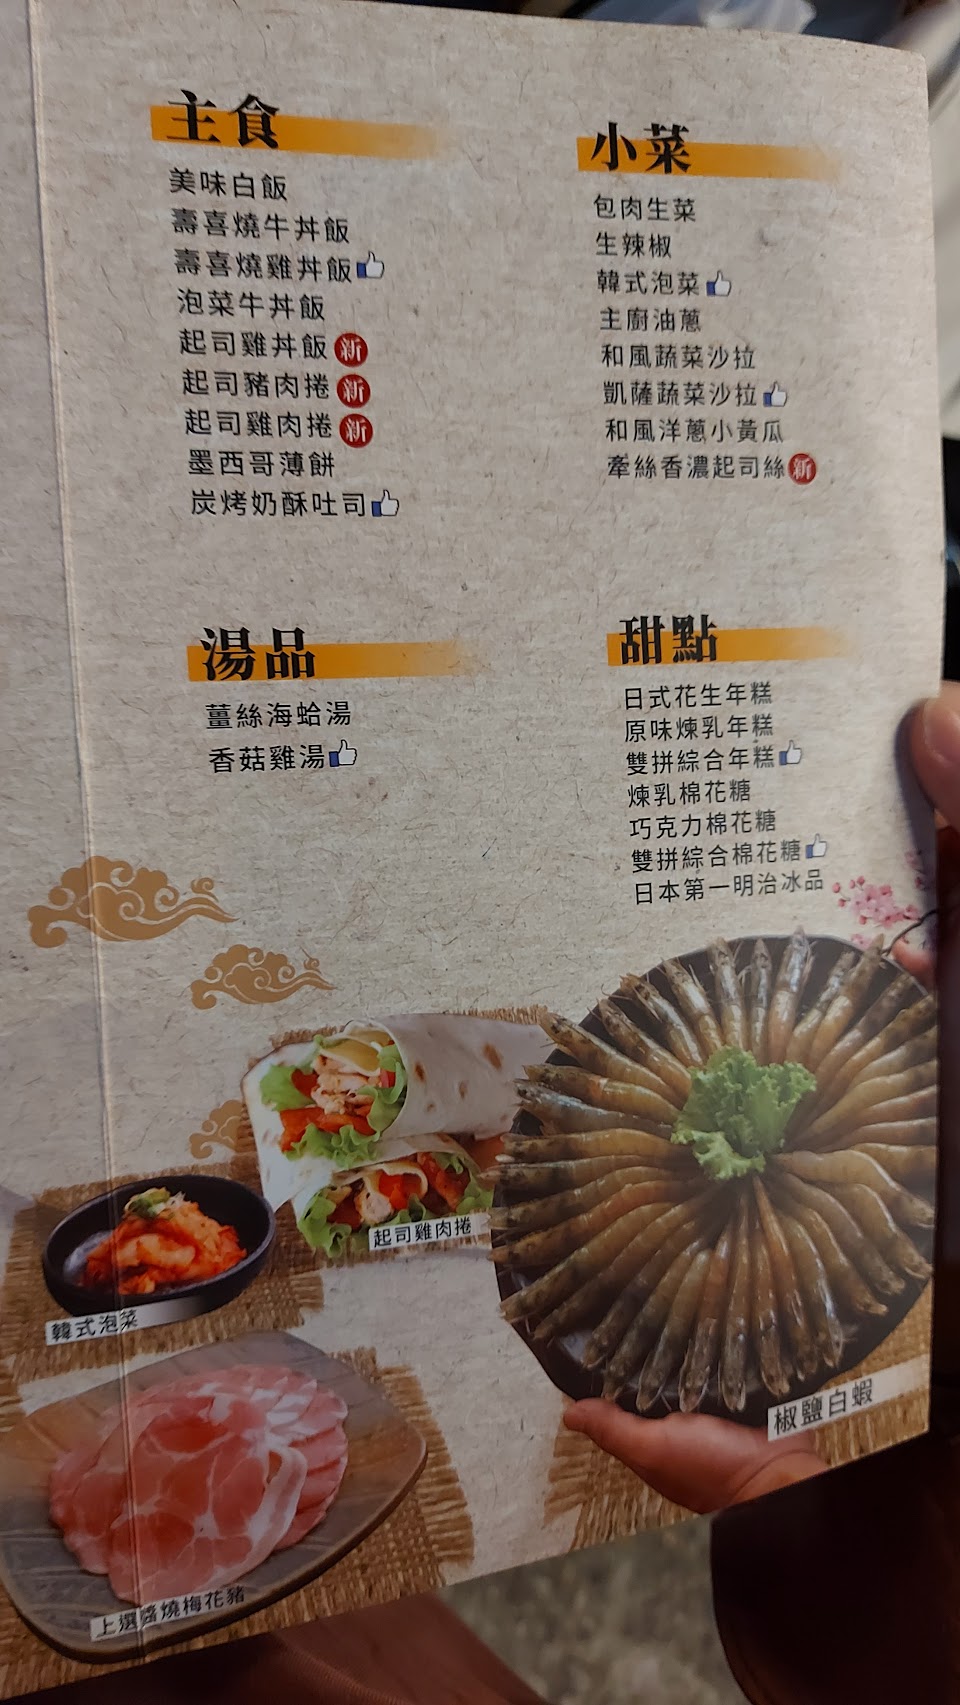 主食
美味白飯
壽喜燒牛丼飯
壽喜燒雞丼飯
泡菜牛丼飯
起司雞丼飯 新
起司豬肉捲 新
起司雞肉捲 新
墨西哥薄餅
炭烤奶酥吐司
小菜
包肉生菜
生辣椒
韓式泡菜
主廚油蔥
和風蔬菜沙拉
凱薩蔬菜沙拉
和風洋蔥小黃瓜
牽絲香濃起司絲 新
湯品
薑絲海蛤湯
香菇雞湯
甜點
日式花生年糕
原味煉乳年糕
雙拼綜合年糕
煉乳棉花糖
巧克力棉花糖
雙拼綜合棉花糖
日本第一明治冰品
起司雞肉捲
韓式泡菜
椒鹽白蝦
上選醬燒梅花豬